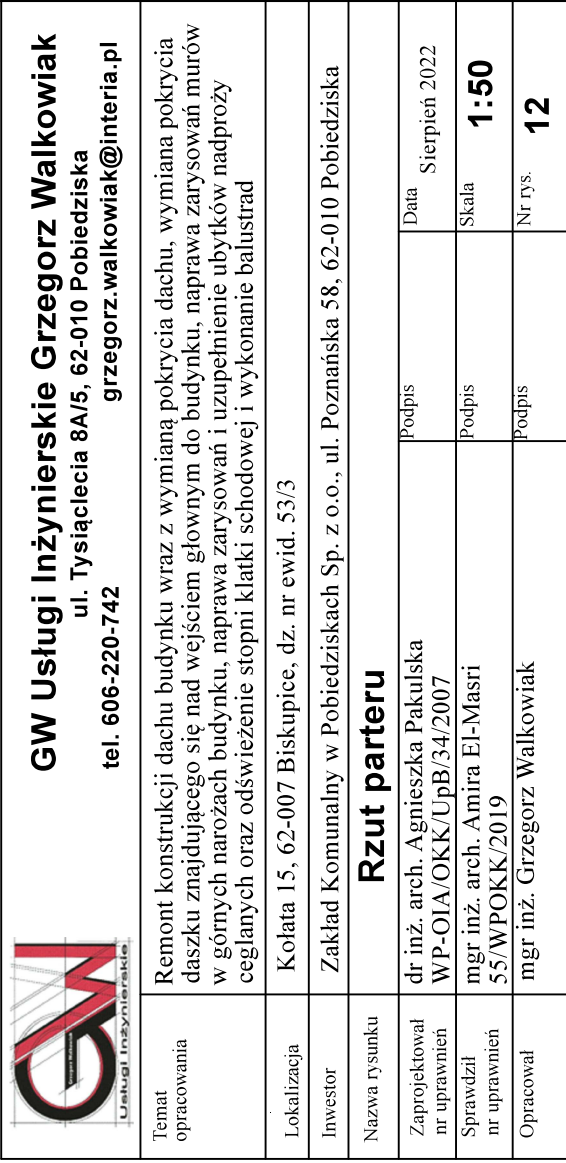 GW Usługi Inżynierskie Grzegorz Walkowiak
ul. Tysiąclecia 8A/5, 62-010 Pobiedziska
tel. 606-220-742 grzegorz.walkowiak@interia.pl
Grzegorz Walkowiak
Usługi Inżynierskie
Temat
opracowania
Remont konstrukcji dachu budynku wraz z wymianą pokrycia dachu, wymiana pokrycia
daszku znajdującego się nad wejściem głownym do budynku, naprawa zarysowań murów
w górnych narożach budynku, naprawa zarysowań i uzupełnienie ubytków nadproży
ceglanych oraz odświeżenie stopni klatki schodowej i wykonanie balustrad
Lokalizacja
Kołata 15, 62-007 Biskupice, dz. nr ewid. 53/3
Inwestor
Zakład Komunalny w Pobiedziskach Sp. z o.o., ul. Poznańska 58, 62-010 Pobiedziska
Nazwa rysunku
Rzut parteru
Zaprojektował
nr uprawnień
dr inż. arch. Agnieszka Pakulska
WP-OIA/OKK/UpB/34/2007
Podpis
Data
Sierpień 2022
Sprawdził
nr uprawnień
mgr inż. arch. Amira El-Masri
55/WPOKK/2019
Podpis
Skala
1:50
Opracował
mgr inż. Grzegorz Walkowiak
Podpis
Nr rys.
12